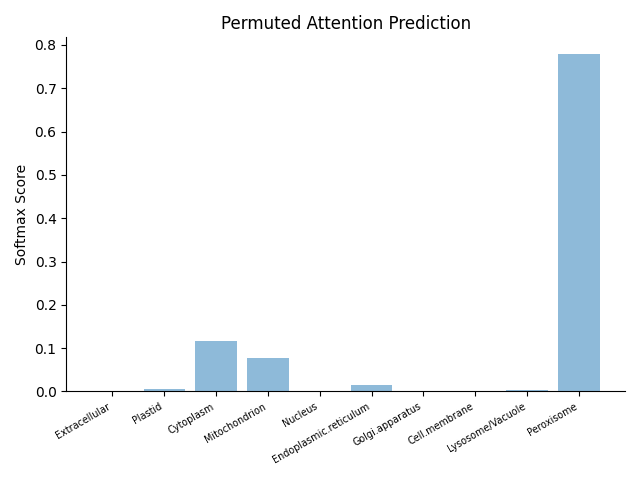 Permuted Attention Prediction
Softmax Score
0.8
0.7
0.6
0.5
0.4
0.3
0.2
0.1
0.0
Extracellular
Plastid
Cytoplasm
Mitochondrion
Nucleus
Endoplasmic.reticulum
Golgi.apparatus
Cell.membrane
Lysosome/Vacuole
Peroxisome